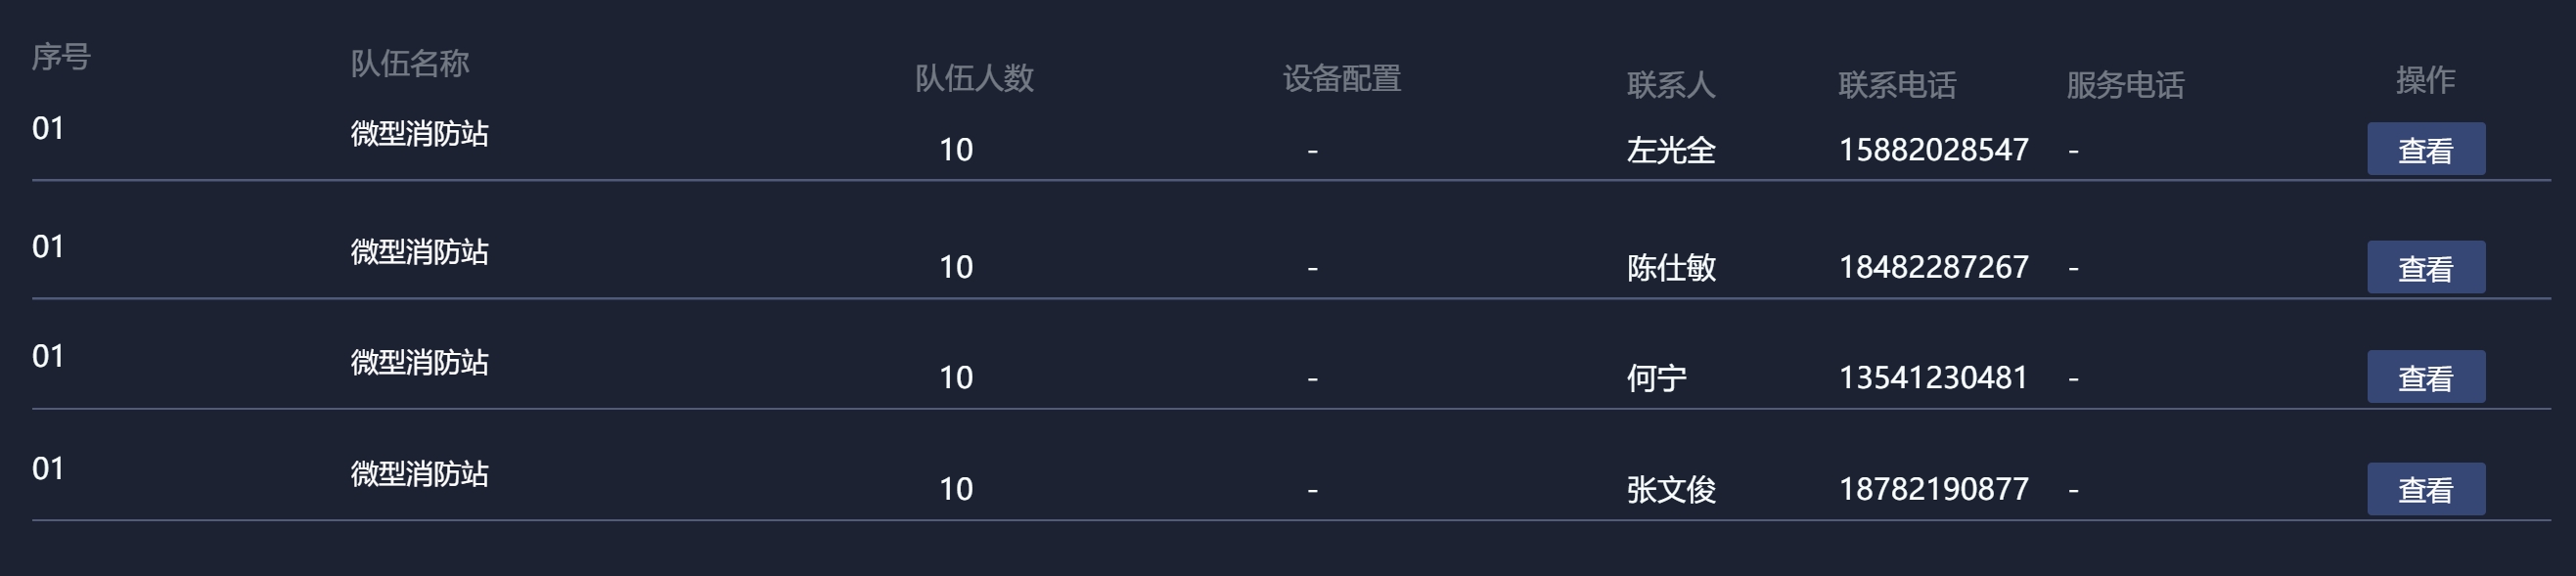 序号 队伍名称 队伍人数 设备配置 联系人 联系电话 服务电话 操作
01 微型消防站 10 - 左光全 15882028547 - 查看
01 微型消防站 10 - 陈仕敏 18482287267 - 查看
01 微型消防站 10 - 何宁 13541230481 - 查看
01 微型消防站 10 - 张文俊 18782190877 - 查看